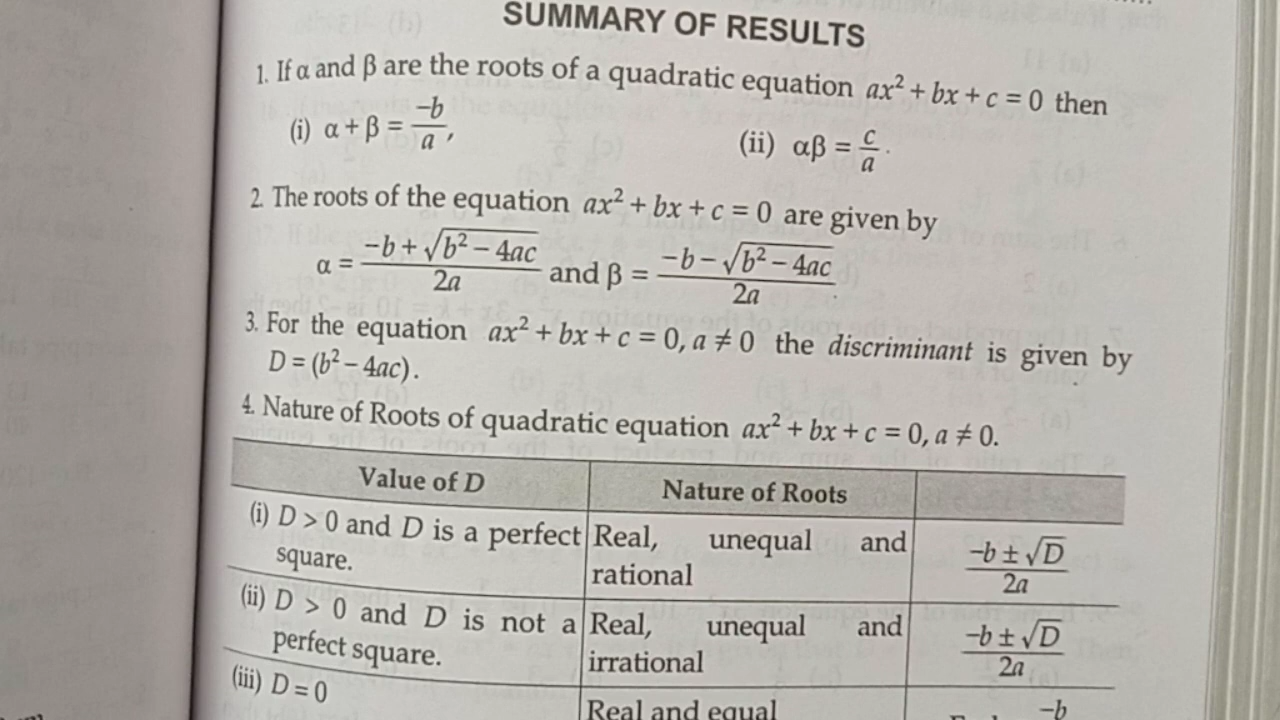 SUMMARY OF RESULTS
1. If α and β are the roots of a quadratic equation ax² + bx + c = 0 then
(i) α + β = -b/a, (ii) αβ = c/a.
2. The roots of the equation ax² + bx + c = 0 are given by
α = (-b + √(b² - 4ac))/2a and β = (-b - √(b² - 4ac))/2a
3. For the equation ax² + bx + c = 0, a ≠ 0 the discriminant is given by
D = (b² - 4ac).
4. Nature of Roots of quadratic equation ax² + bx + c = 0, a ≠ 0.
Value of D Nature of Roots
(i) D > 0 and D is a perfect Real, unequal and -b ± √D / 2a
square. rational
(ii) D > 0 and D is not a Real, unequal and -b ± √D / 2a
perfect square. irrational
(iii) D = 0 Real and equal -b